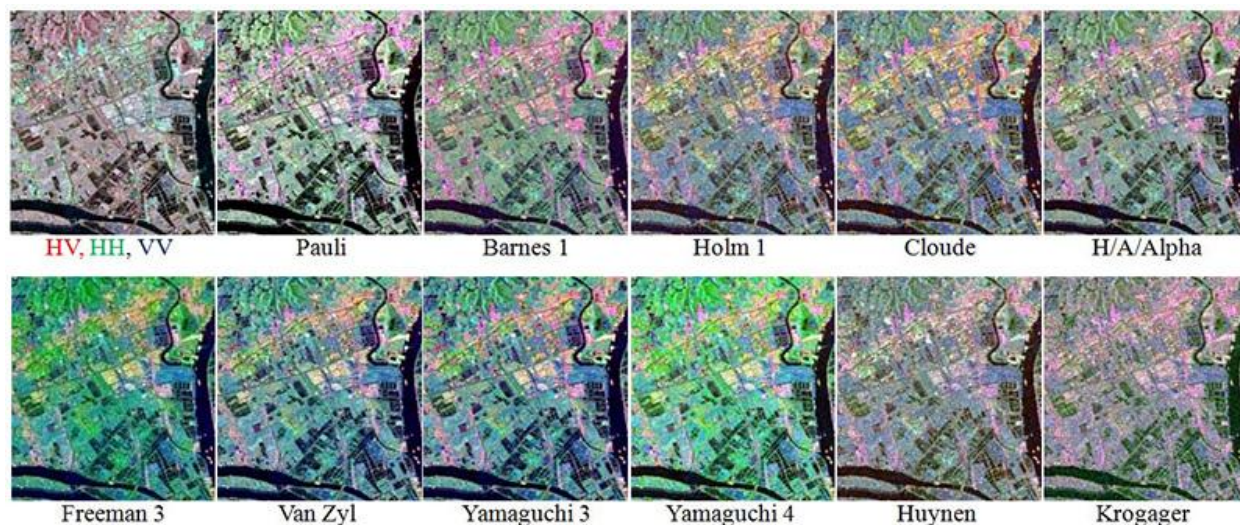 HV, HH, VV Pauli Barnes 1 Holm 1 Cloude H/A/Alpha
Freeman 3 Van Zyl Yamaguchi 3 Yamaguchi 4 Huynen Krogager